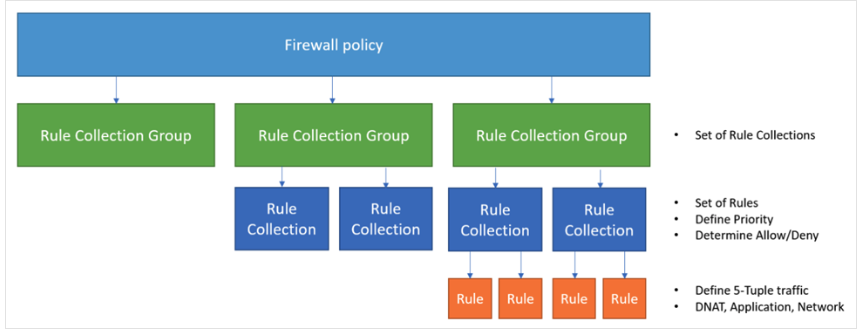 Firewall policy
Rule Collection Group
Rule Collection Group
Rule Collection Group
• Set of Rule Collections
Rule
Collection
Rule
Collection
Rule
Collection
Rule
Collection
• Set of Rules
• Define Priority
• Determine Allow/Deny
Rule
Rule
Rule
Rule
• Define 5-Tuple traffic
• DNAT, Application, Network